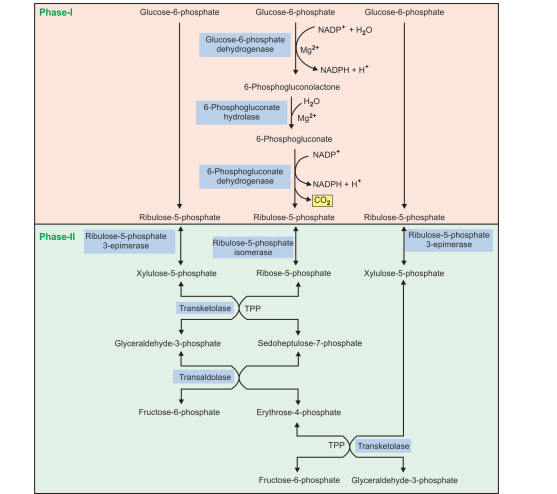 Phase-I
Glucose-6-phosphate Glucose-6-phosphate Glucose-6-phosphate
NADP+ + H2O
Glucose-6-phosphate
dehydrogenase
Mg2+
NADPH + H+
6-Phosphogluconolactone
6-Phosphogluconate
hydrolase
H2O
Mg2+
6-Phosphogluconate
NADP+
6-Phosphogluconate
dehydrogenase
NADPH + H+
CO2
Ribulose-5-phosphate Ribulose-5-phosphate Ribulose-5-phosphate
Phase-II
Ribulose-5-phosphate
3-epimerase
Ribulose-5-phosphate
isomerase
Ribulose-5-phosphate
3-epimerase
Xylulose-5-phosphate Ribose-5-phosphate Xylulose-5-phosphate
Transketolase TPP
Glyceraldehyde-3-phosphate Sedoheptulose-7-phosphate
Transaldolase
Fructose-6-phosphate Erythrose-4-phosphate
TPP Transketolase
Fructose-6-phosphate Glyceraldehyde-3-phosphate